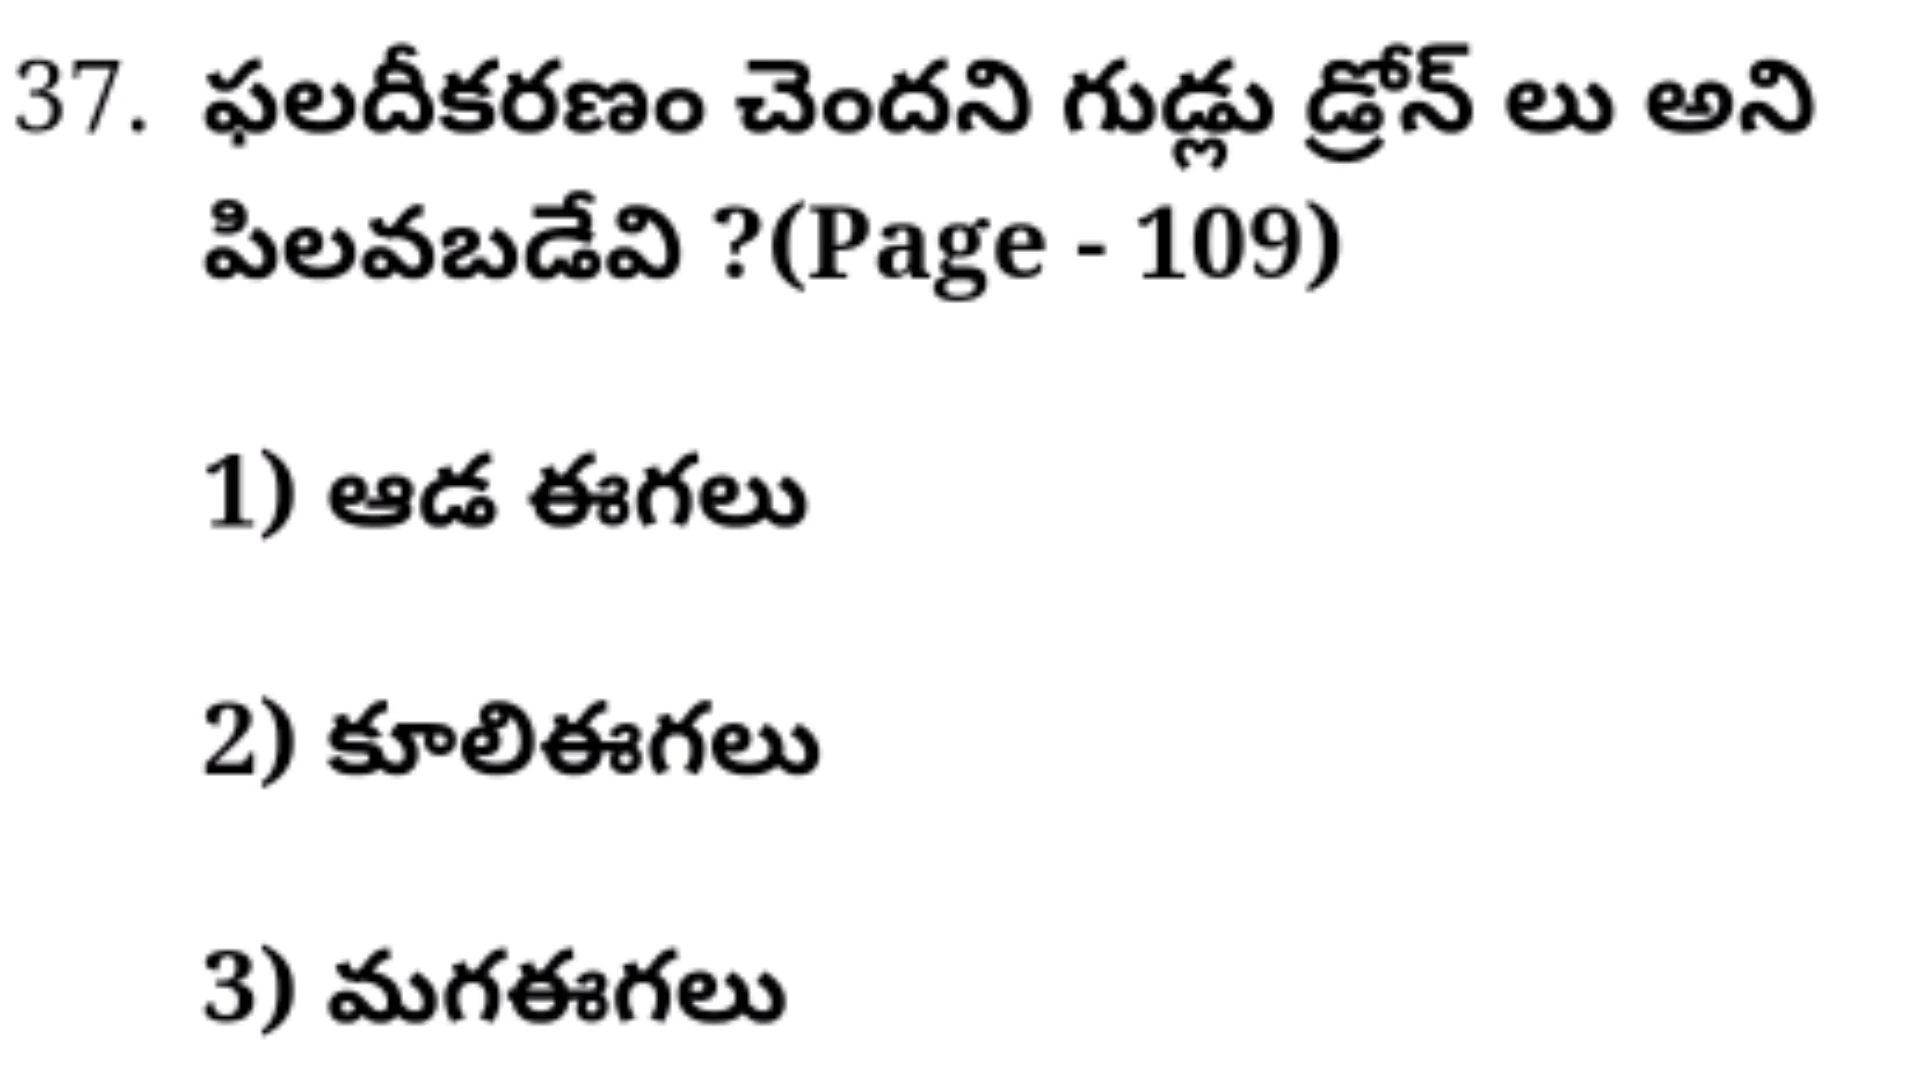 37. ఫలదీకరణం చెందని గుడ్లు డ్రోన్ లు అని
పిలవబడేవి ?(Page - 109)
1) ఆడ ఈగలు
2) కూలిఈగలు
3) మగఈగలు